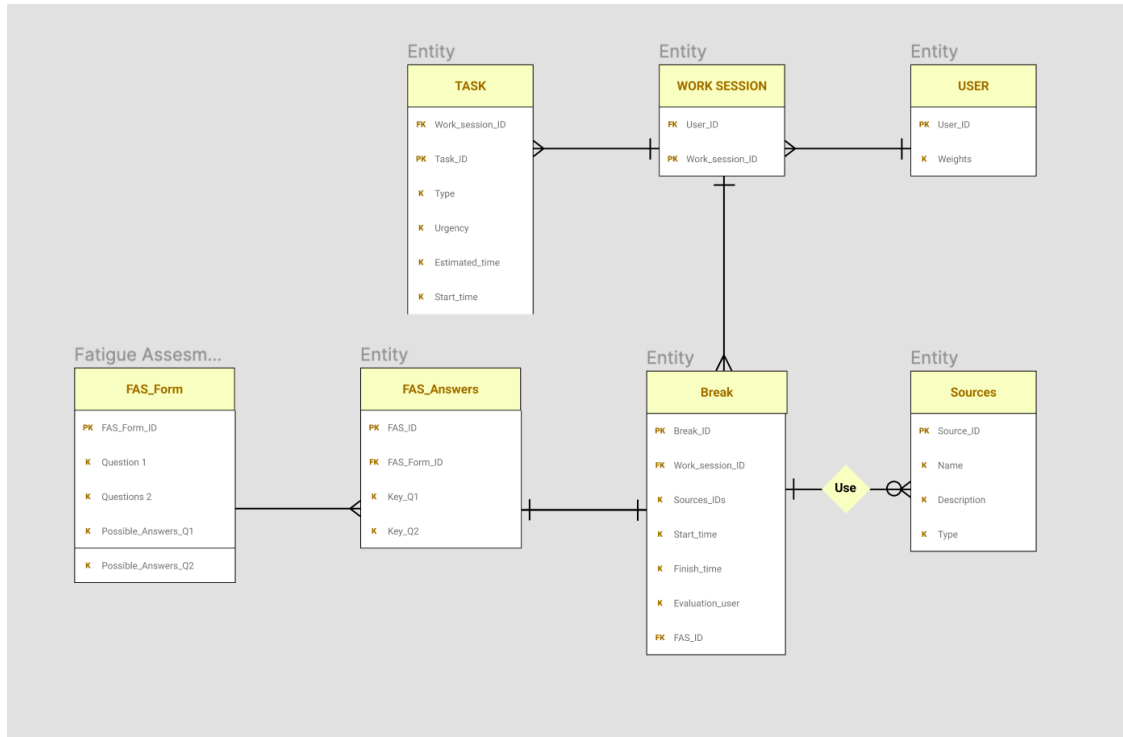 Entity
TASK
FK Work_session_ID
PK Task_ID
K Type
K Urgency
K Estimated_time
K Start_time
Entity
WORK SESSION
FK User_ID
PK Work_session_ID
Entity
USER
PK User_ID
K Weights
Fatigue Assesm...
FAS_Form
PK FAS_Form_ID
K Question 1
K Questions 2
K Possible_Answers_Q1
K Possible_Answers_Q2
Entity
FAS_Answers
PK FAS_ID
FK FAS_Form_ID
K Key_Q1
K Key_Q2
Entity
Break
PK Break_ID
FK Work_session_ID
K Sources_IDs
K Start_time
K Finish_time
K Evaluation_user
FK FAS_ID
Use
Entity
Sources
PK Source_ID
K Name
K Description
K Type